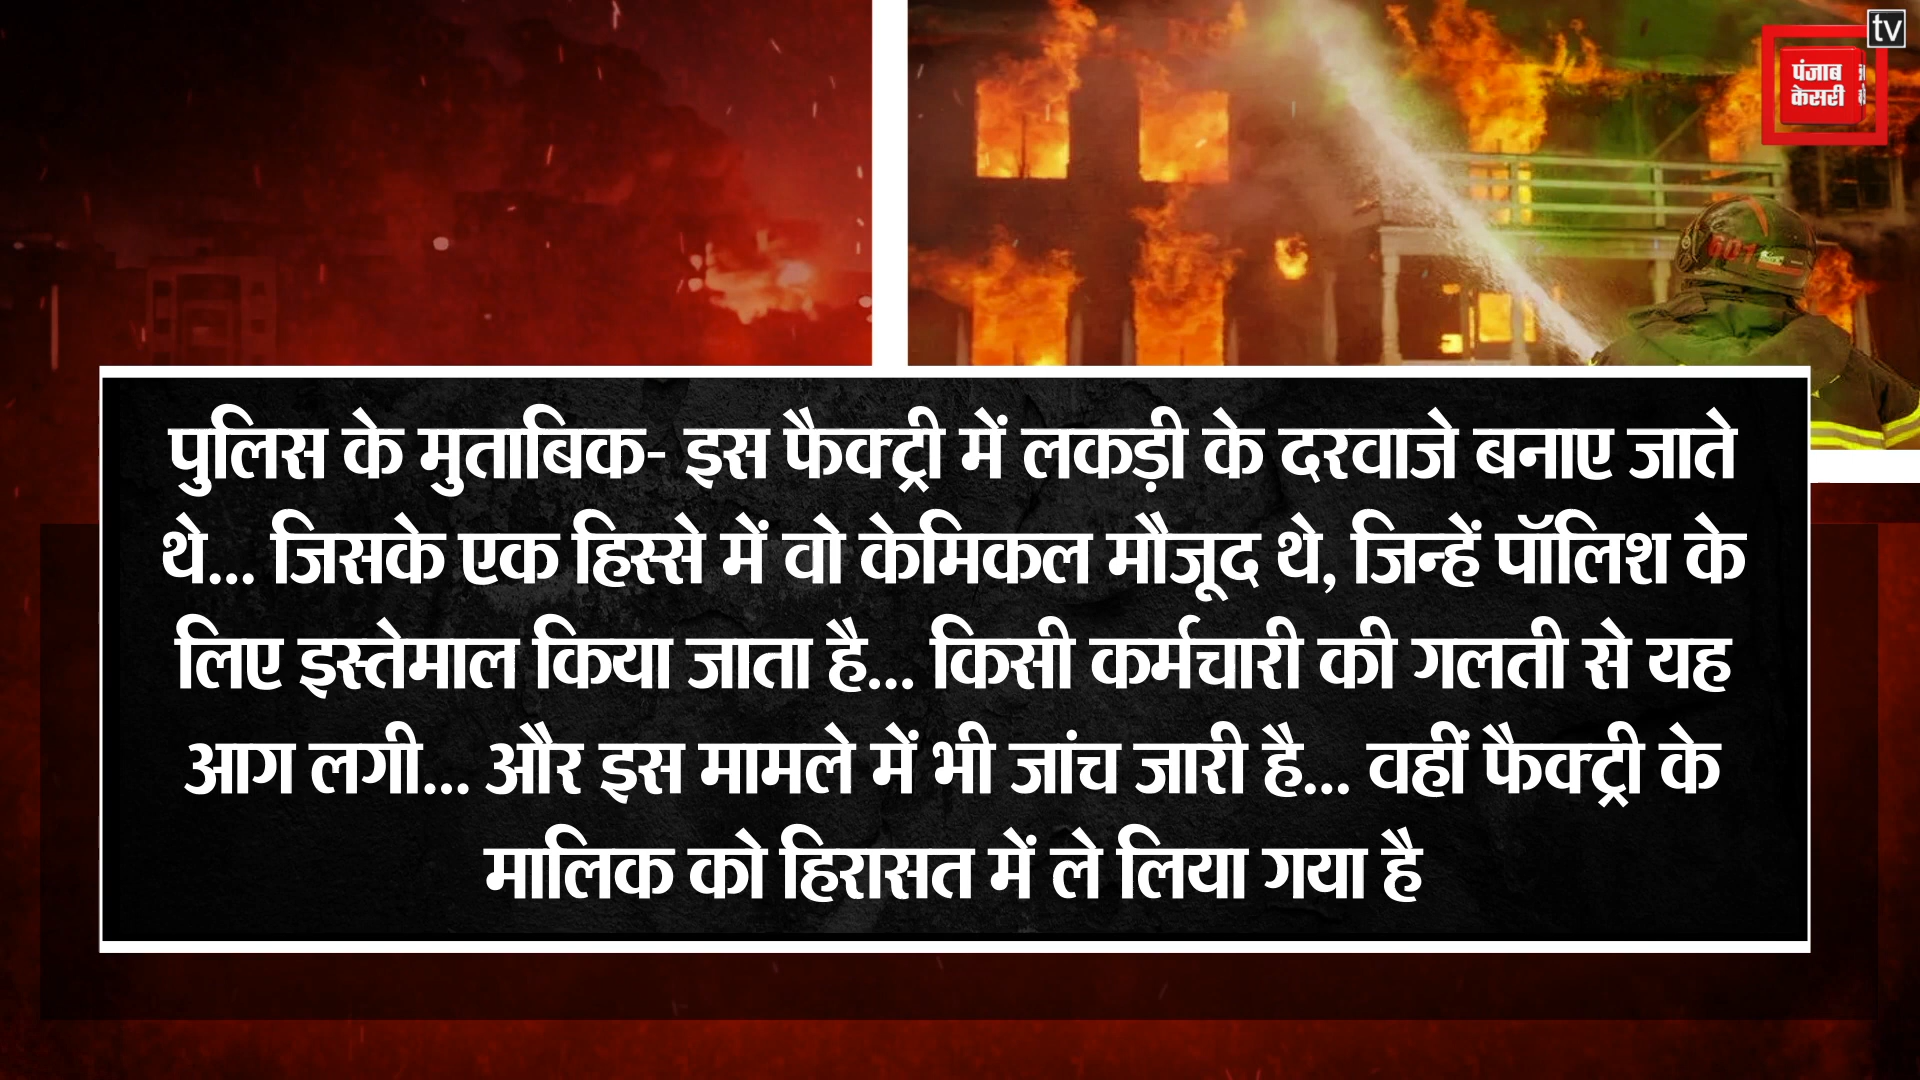 tv
पंजाब
केसरी
601
पुलिस के मुताबिक- इस फैक्ट्री में लकड़ी के दरवाजे बनाए जाते
थे... जिसके एक हिस्से में वो केमिकल मौजूद थे, जिन्हें पॉलिश के
लिए इस्तेमाल किया जाता है... किसी कर्मचारी की गलती से यह
आग लगी... और इस मामले में भी जांच जारी है... वहीं फैक्ट्री के
मालिक को हिरासत में ले लिया गया है